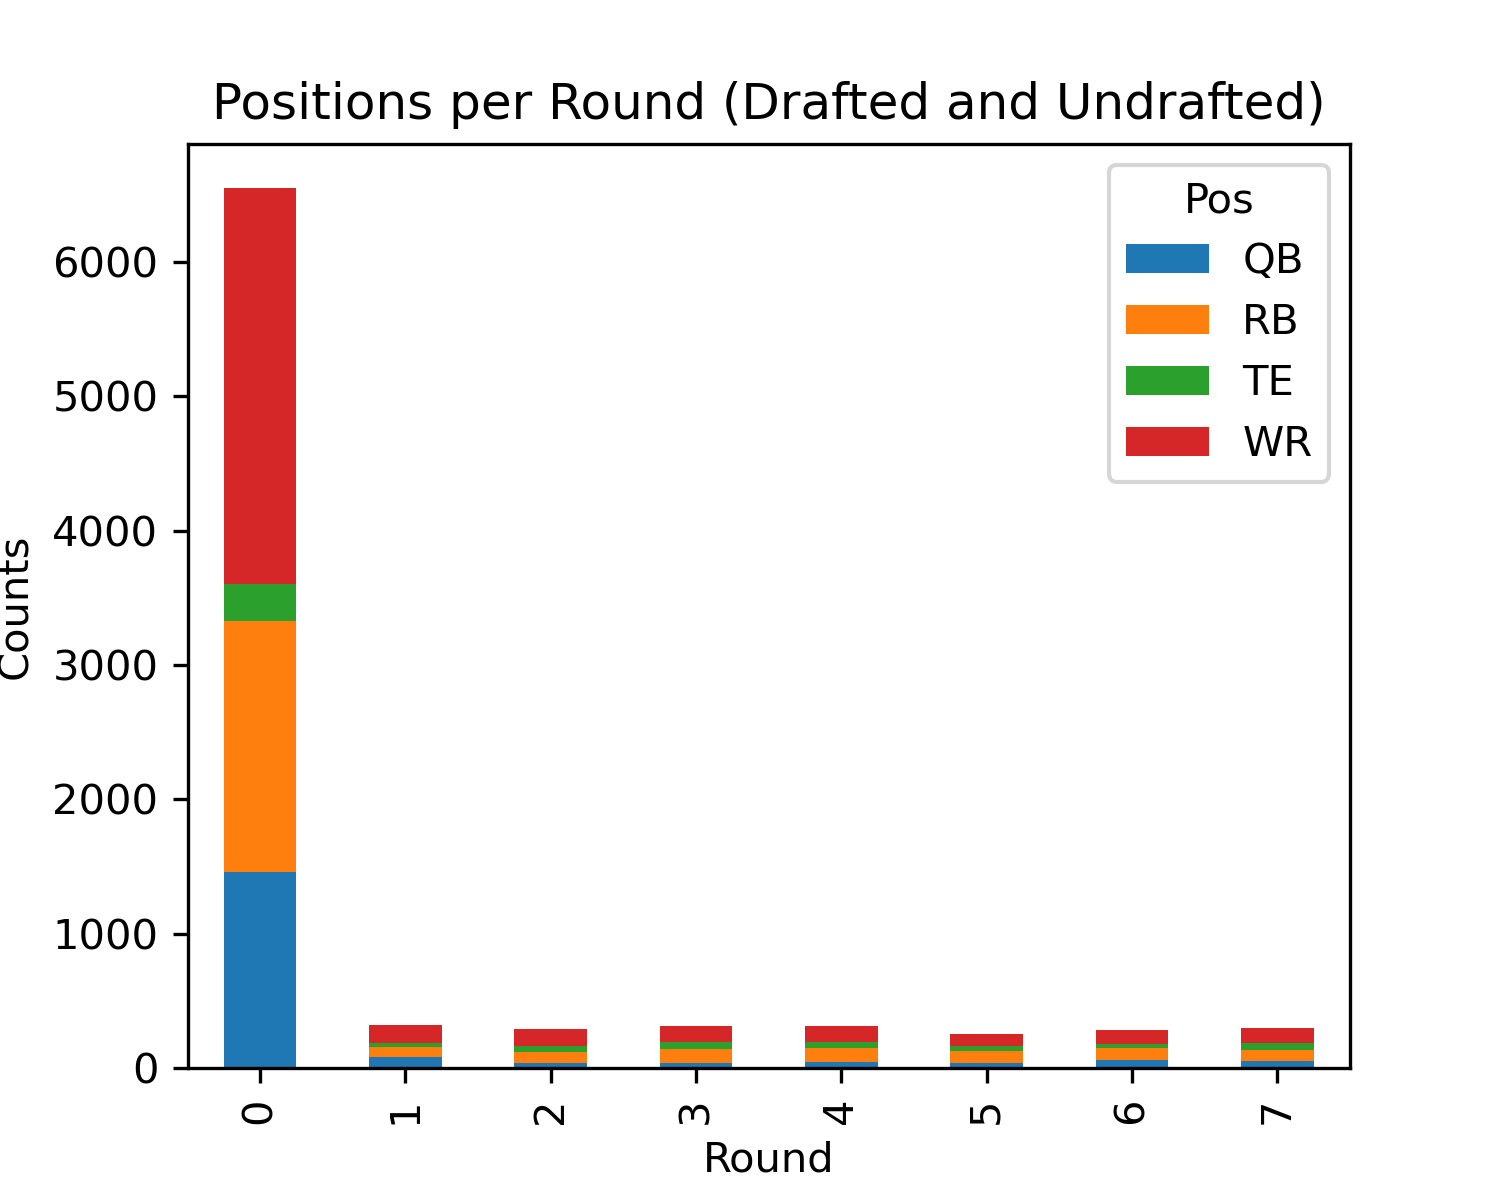 Positions per Round (Drafted and Undrafted)
Pos
QB
RB
TE
WR
Counts
6000
5000
4000
3000
2000
1000
0
0 1 2 3 4 5 6 7
Round